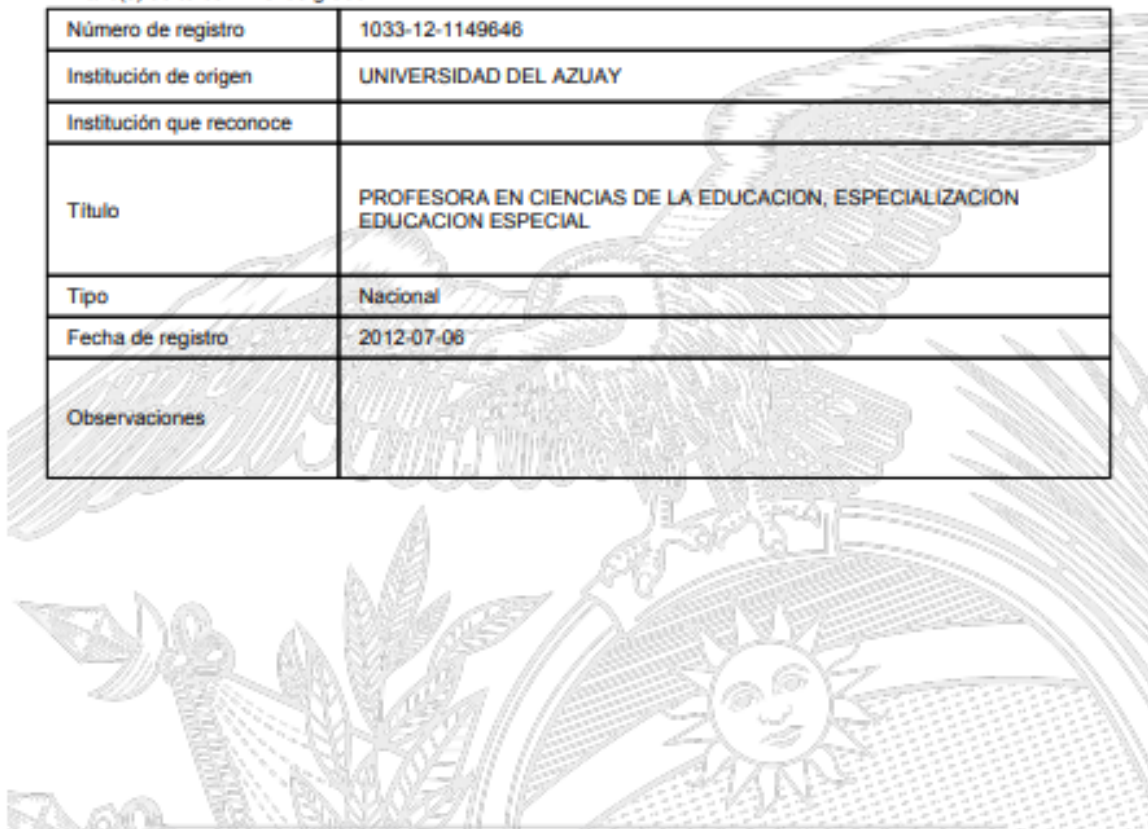 Número de registro 1033-12-1149646
Institución de origen UNIVERSIDAD DEL AZUAY
Institución que reconoce
Título PROFESORA EN CIENCIAS DE LA EDUCACION, ESPECIALIZACION
EDUCACION ESPECIAL
Tipo Nacional
Fecha de registro 2012-07-06
Observaciones